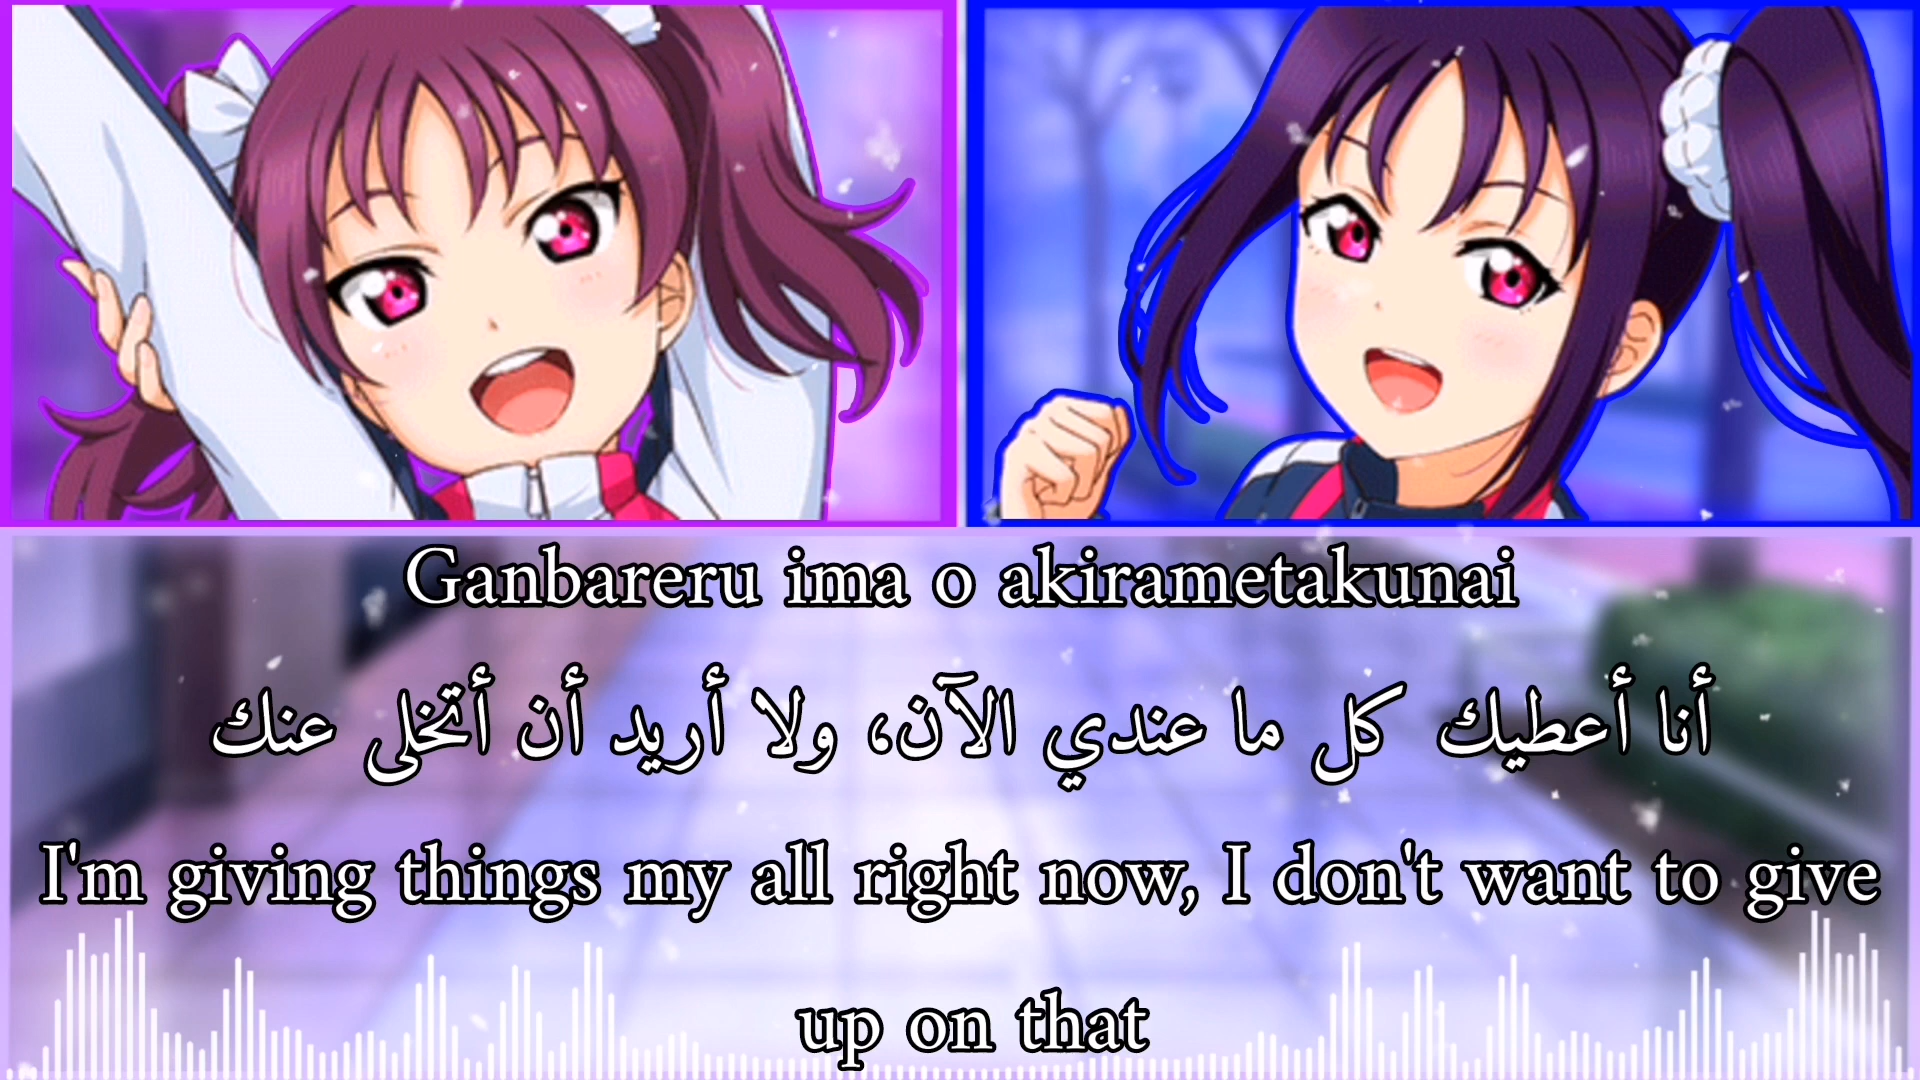 Ganbareru ima o akirametakunai
أنا أعطيك كل ما عندي الآن، ولا أريد أن أتخلى عنك
I'm giving things my all right now, I don't want to give
up on that